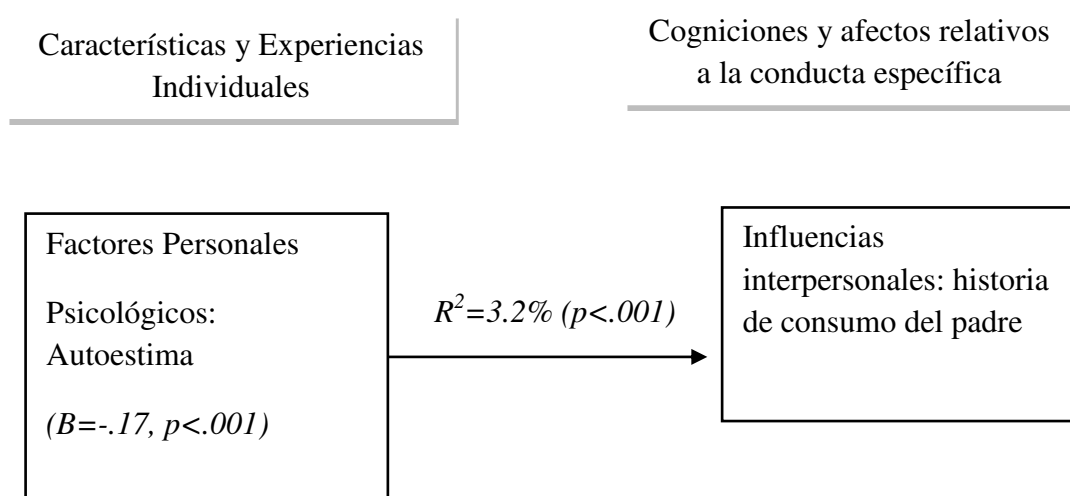 Características y Experiencias
Individuales
Cogniciones y afectos relativos
a la conducta específica
Factores Personales
Psicológicos:
Autoestima
(B=-.17, p<.001)
R²=3.2% (p<.001)
Influencias
interpersonales: historia
de consumo del padre